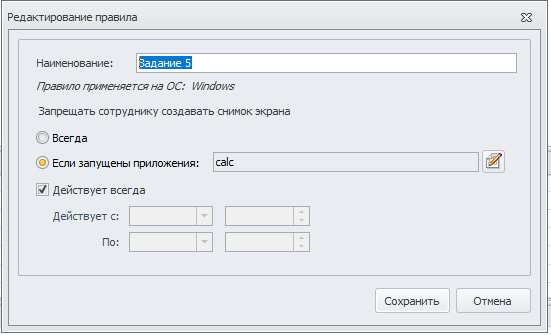 Редактирование правила
Наименование: Задание 5
Правило применяется на ОС: Windows
Запрещать сотруднику создавать снимок экрана
Всегда
Если запущены приложения: calc
Действует всегда
Действует с:
По:
Сохранить Отмена